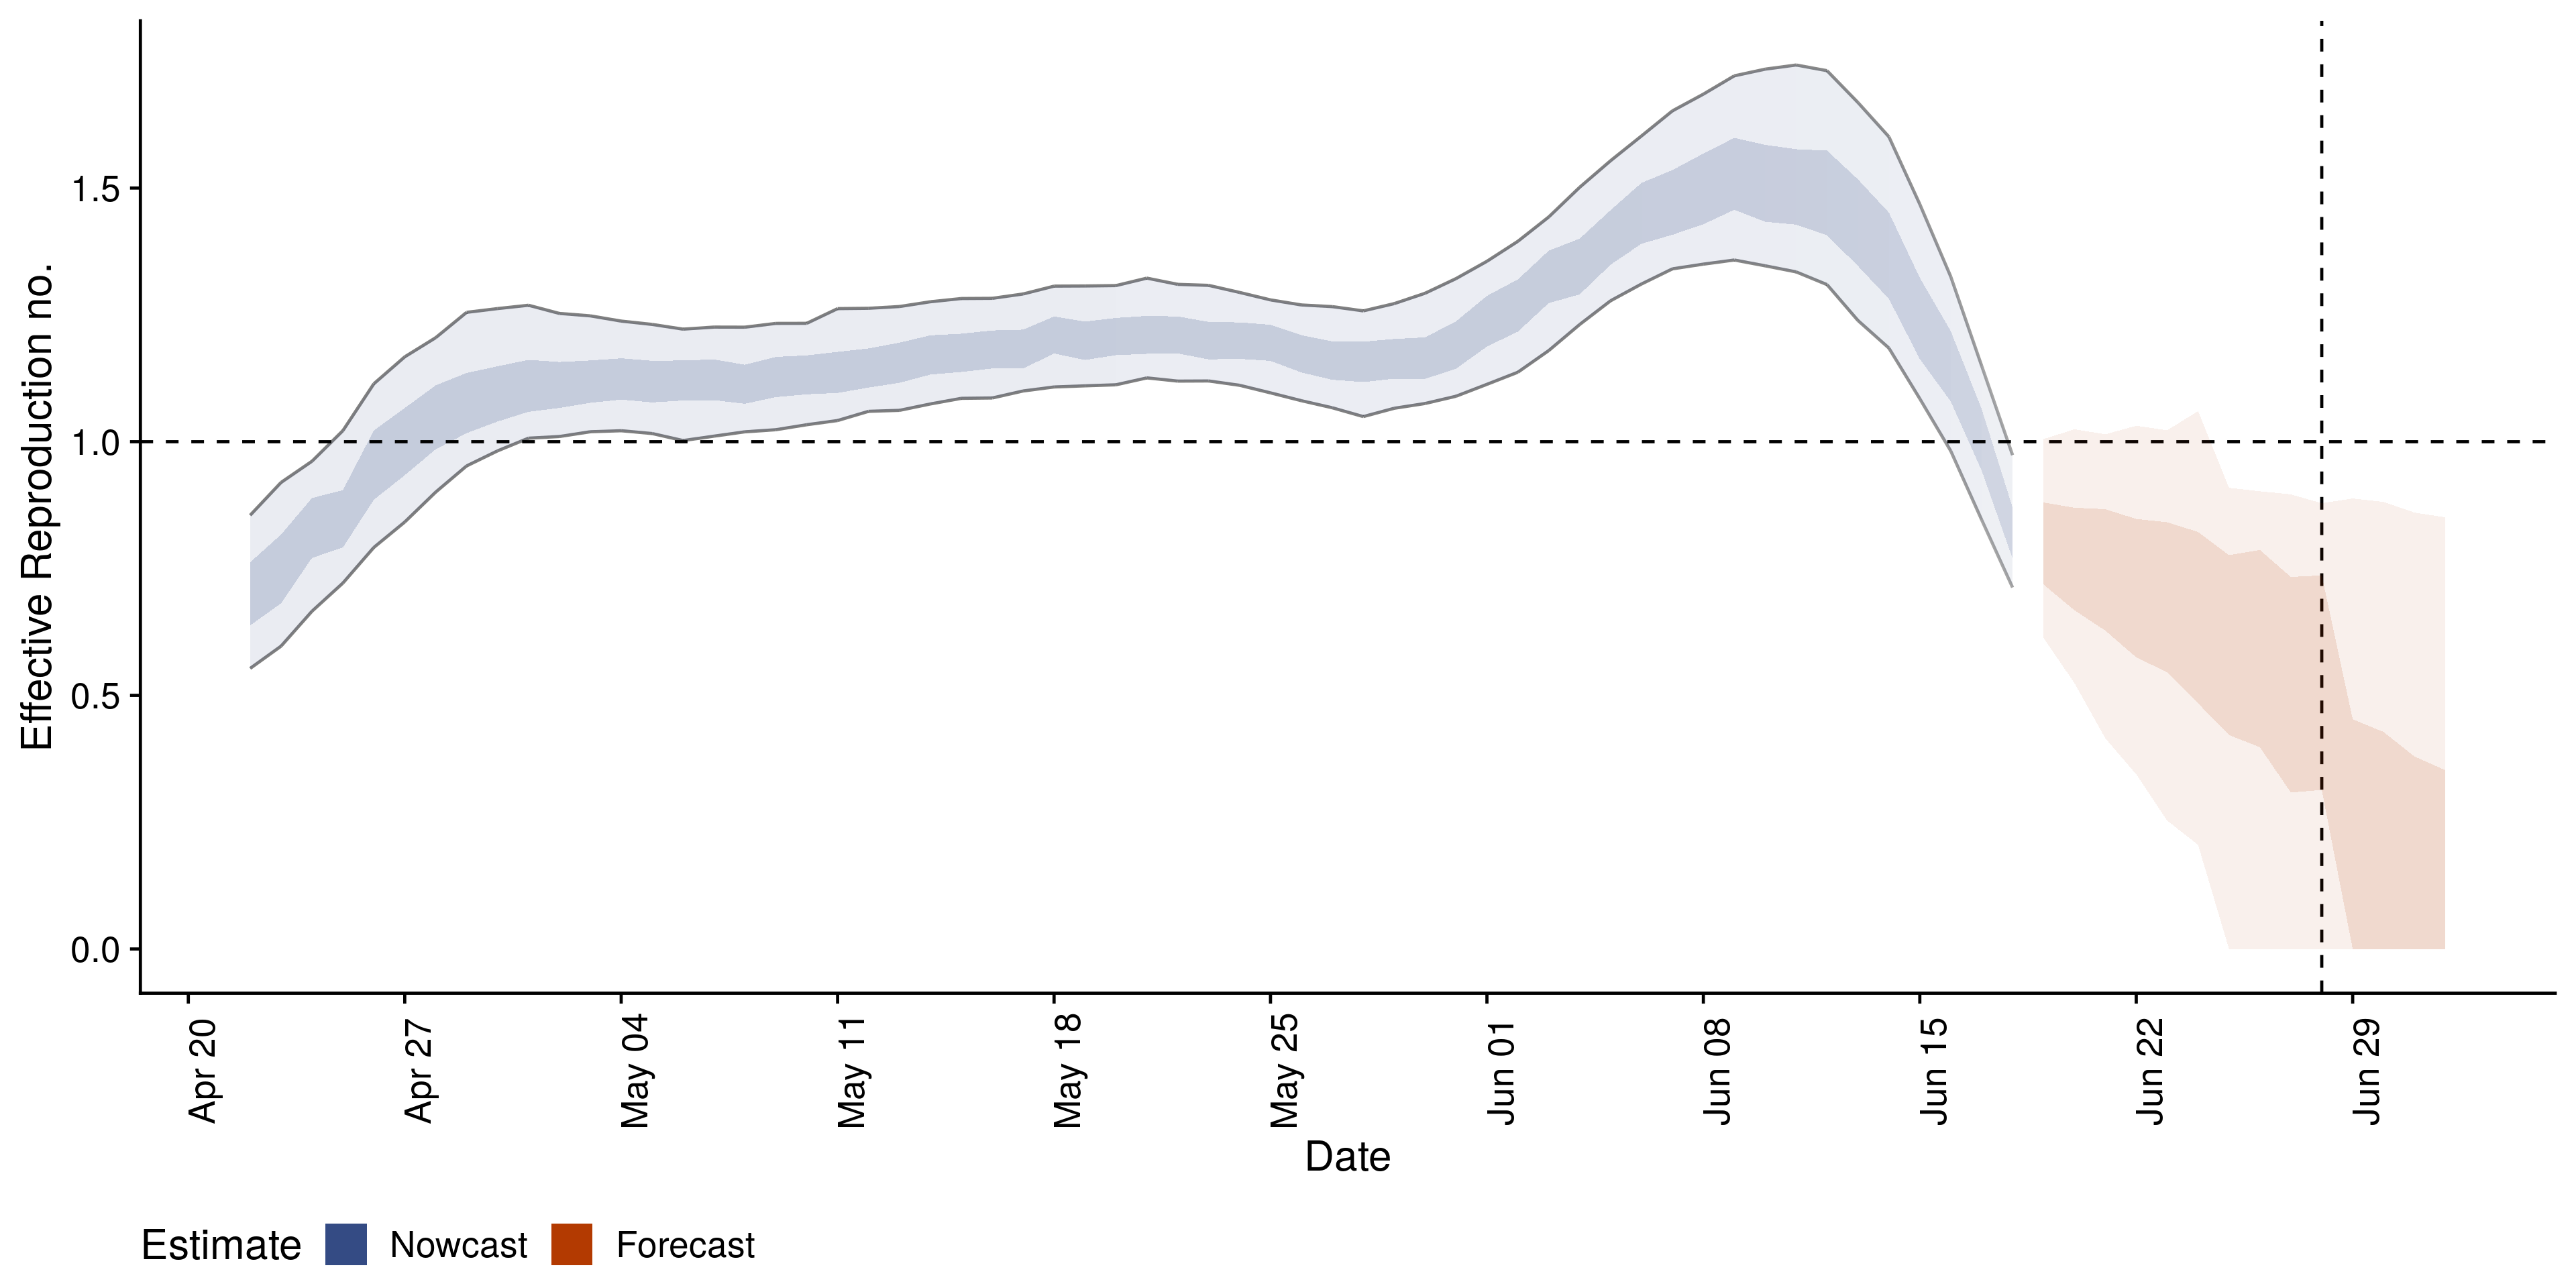 Effective Reproduction no.
1.5
1.0
0.5
0.0
Apr 20
Apr 27
May 04
May 11
May 18
May 25
Jun 01
Jun 08
Jun 15
Jun 22
Jun 29
Date
Estimate Nowcast Forecast